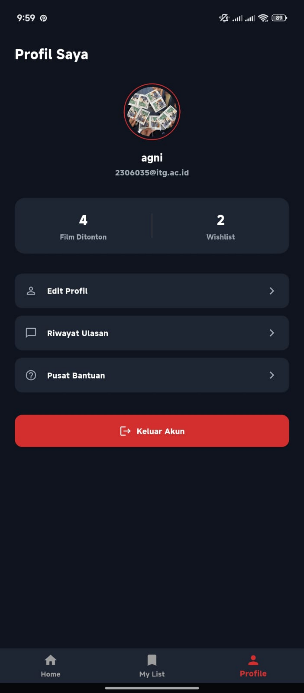 9:59
Profil Saya
agni
2306035@itg.ac.id
4
Film Ditonton
2
Wishlist
Edit Profil
Riwayat Ulasan
Pusat Bantuan
Keluar Akun
Home
My List
Profile